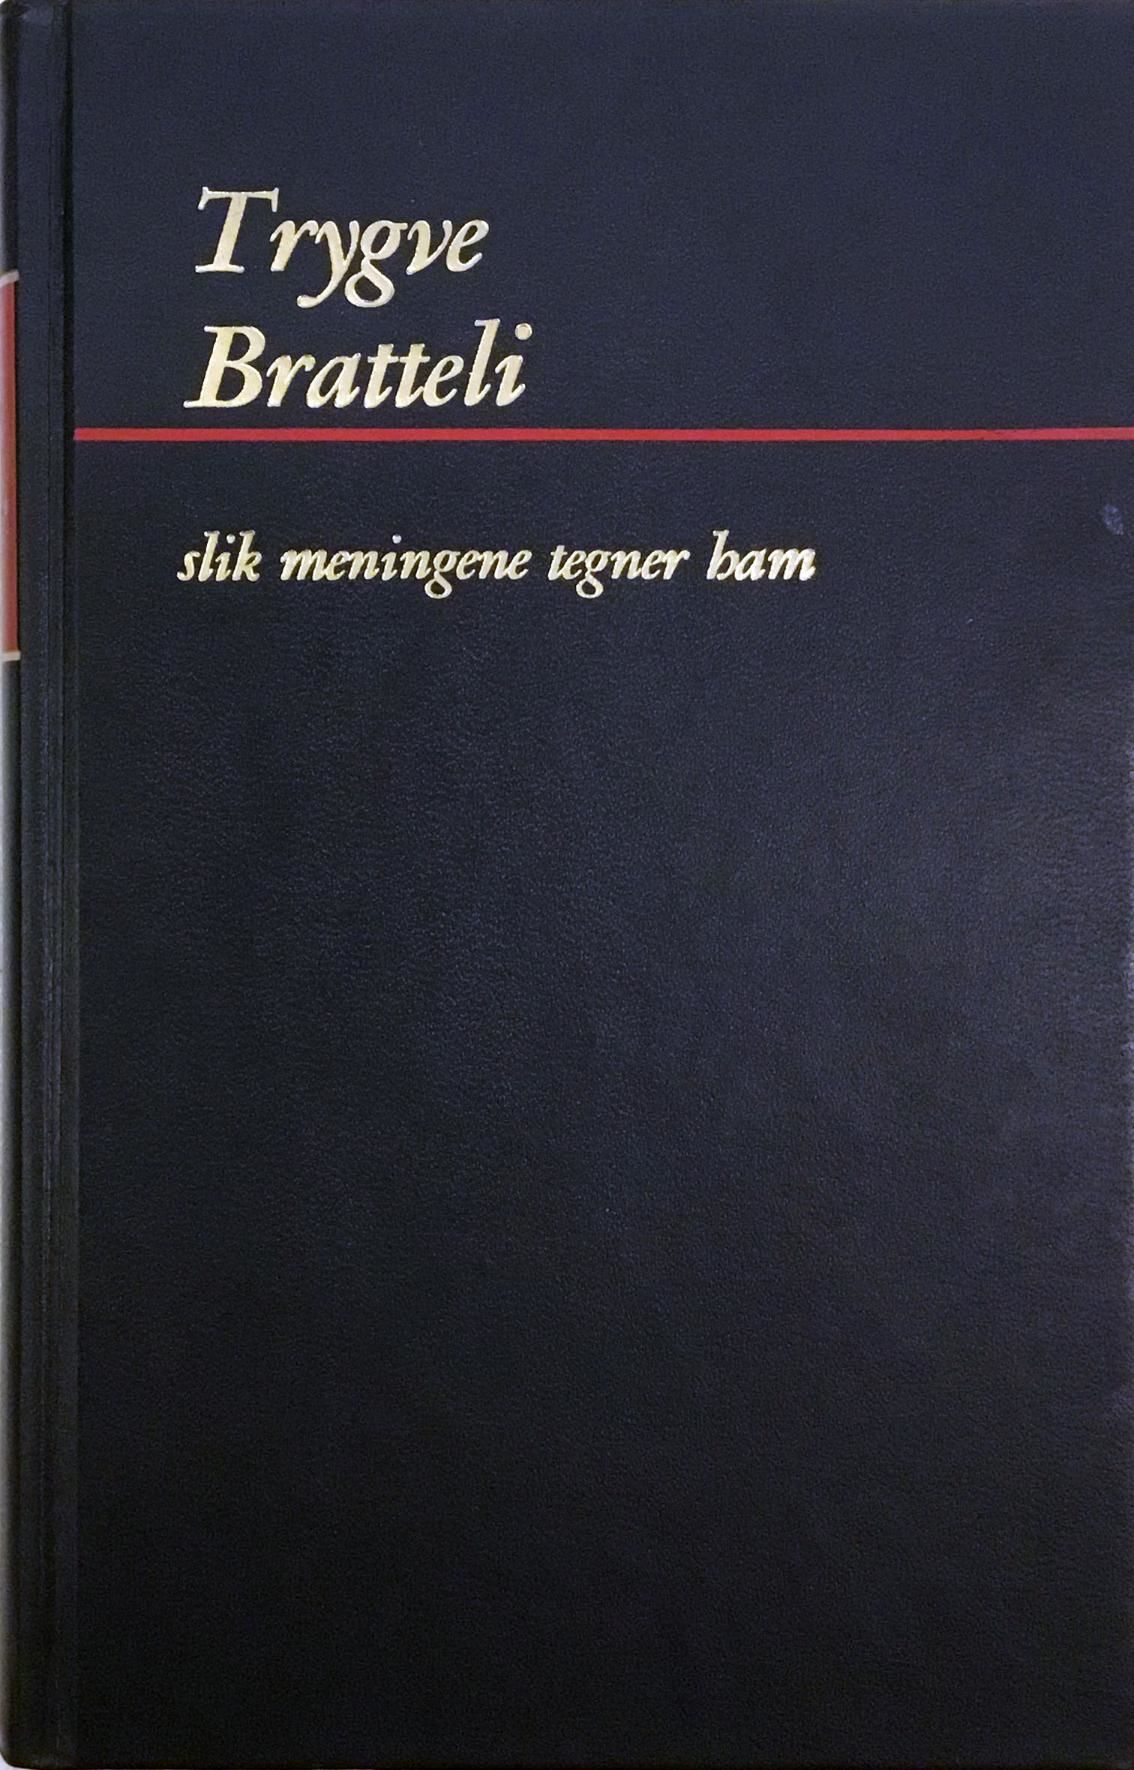 Trygve
Bratteli
slik meningene tegner ham